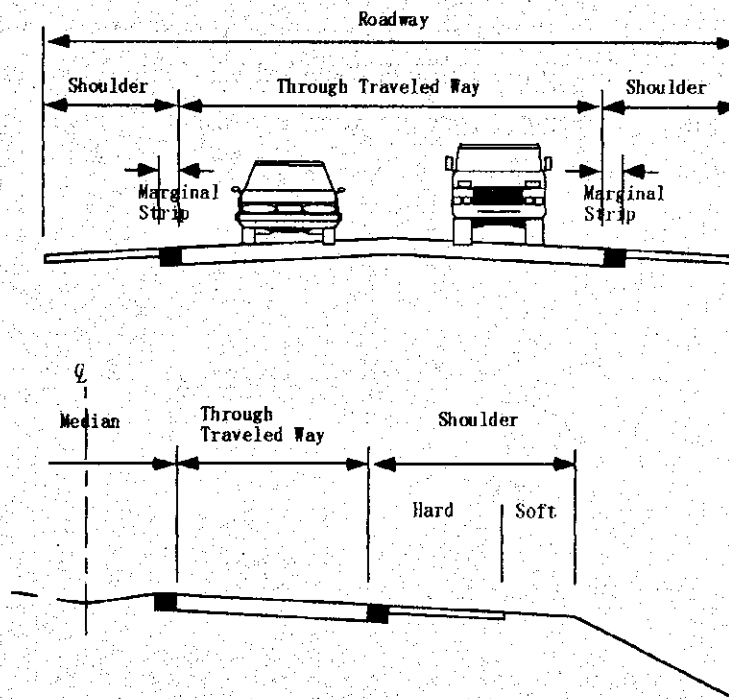 Roadway
Shoulder
Through Traveled Way
Shoulder
Marginal
Strip
Marginal
Strip
℄
Median
Through
Traveled Way
Shoulder
Hard
Soft